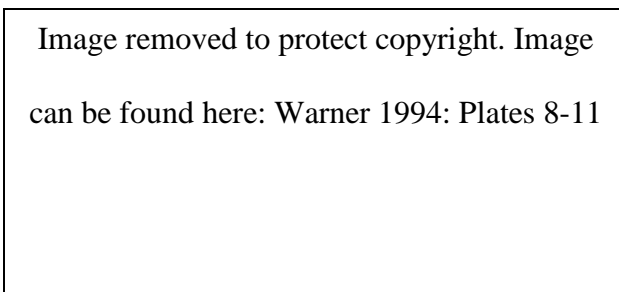 Image removed to protect copyright. Image
can be found here: Warner 1994: Plates 8-11